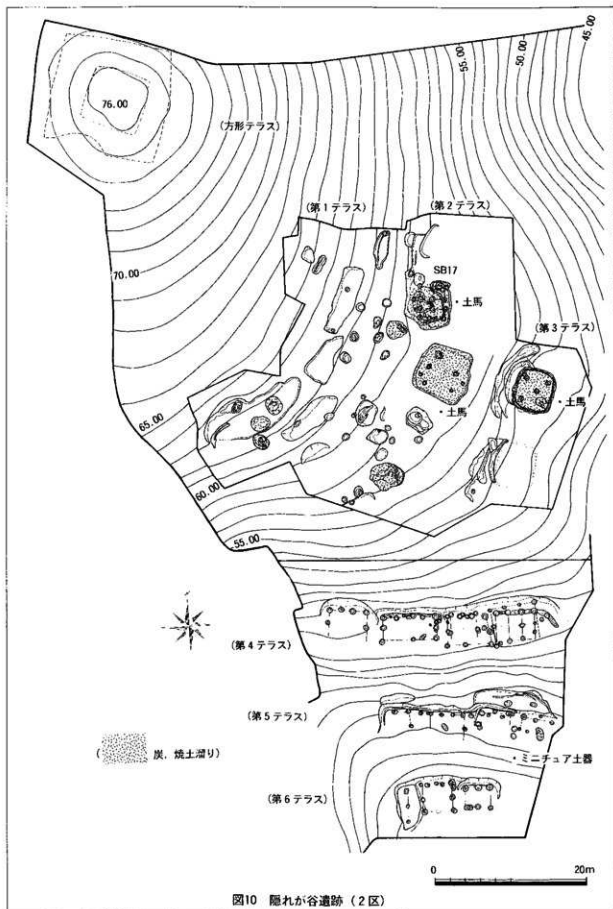 45.00
50.00
55.00
76.00
(方形テラス)
(第1テラス)
(第2テラス)
70.00
SB17
・土馬
(第3テラス)
・土馬
・土馬
65.00
60.00
55.00
(第4テラス)
(第5テラス)
( 炭，焼土溜り)
・ミニチュア土器
(第6テラス)
0 20m
図10 隠れが谷遺跡（2区）